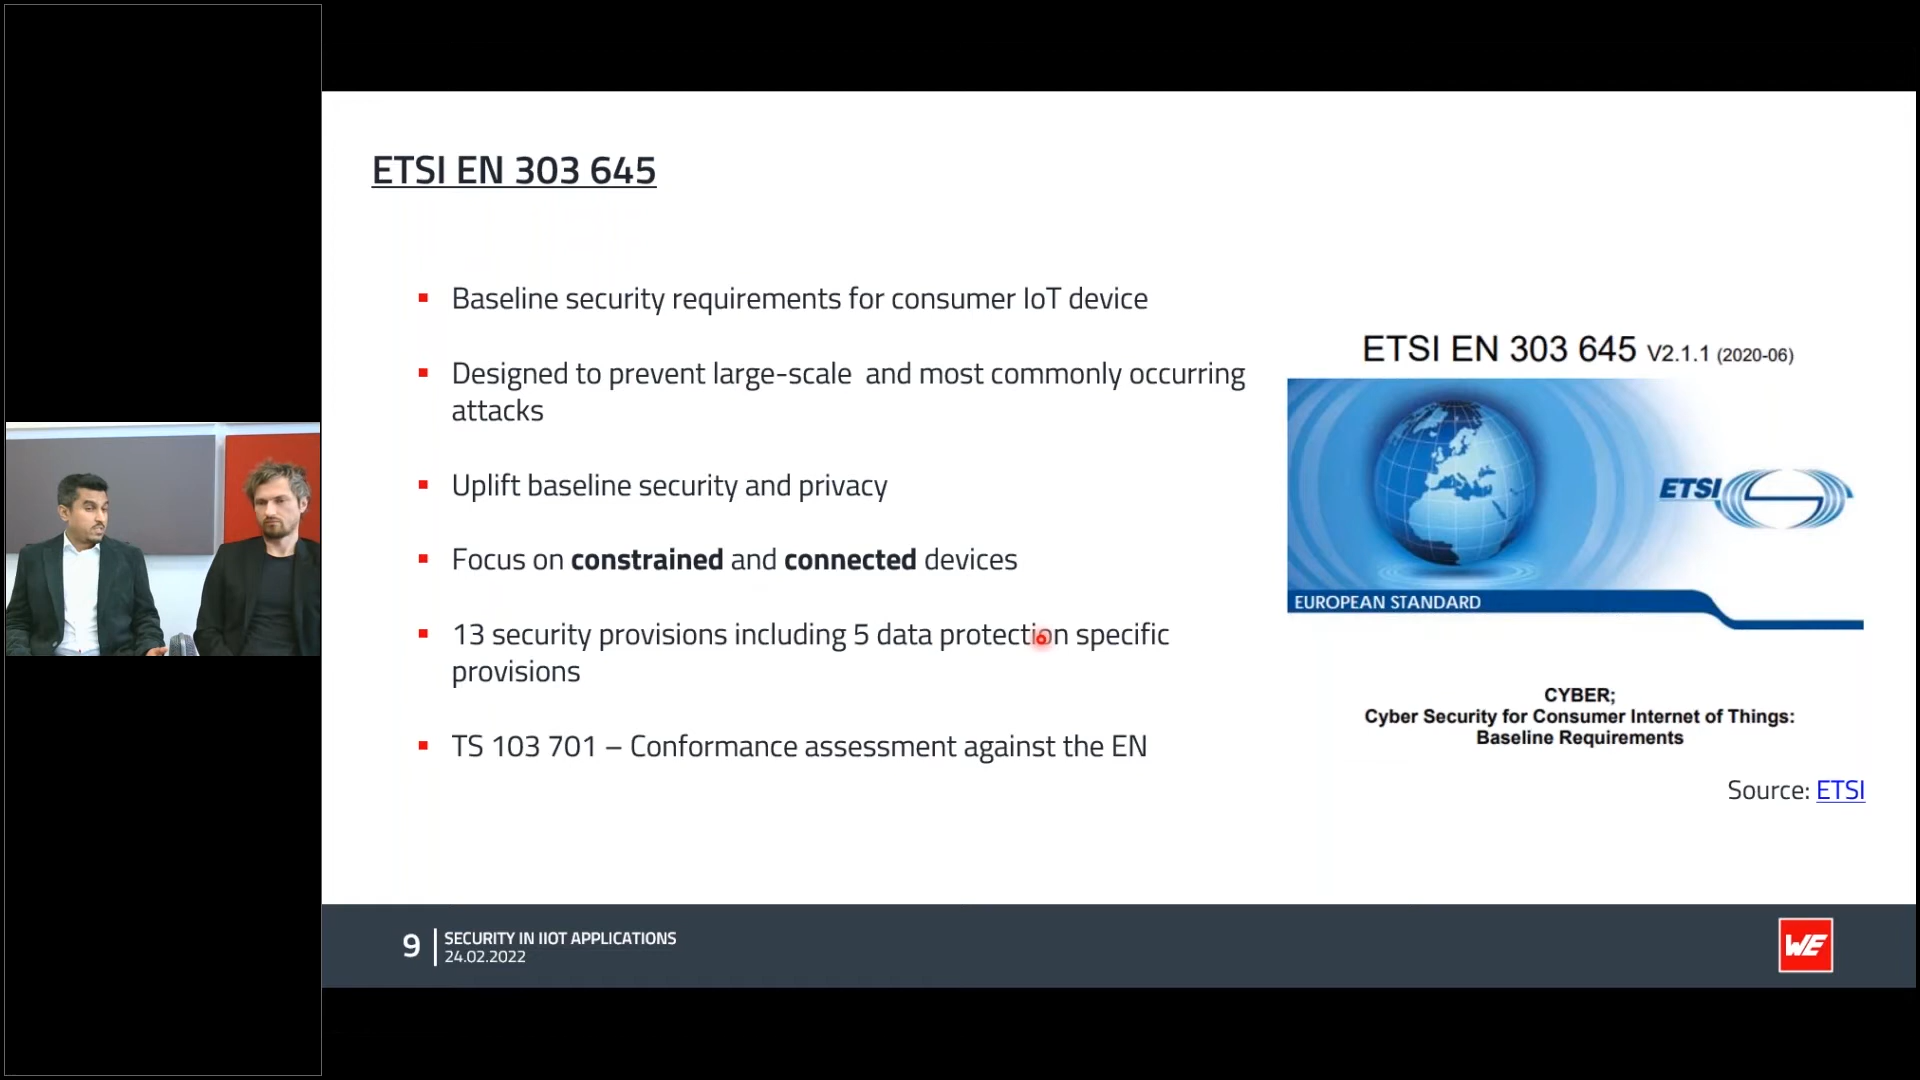 ETSI EN 303 645
Baseline security requirements for consumer IoT device
Designed to prevent large-scale  and most commonly occurring
attacks
Uplift baseline security and privacy
Focus on constrained and connected devices
13 security provisions including 5 data protection specific
provisions
TS 103 701 – Conformance assessment against the EN
ETSI EN 303 645 V2.1.1 (2020-06)
ETSI
EUROPEAN STANDARD
CYBER;
Cyber Security for Consumer Internet of Things:
Baseline Requirements
Source: ETSI
9
SECURITY IN IIOT APPLICATIONS
24.02.2022
WE